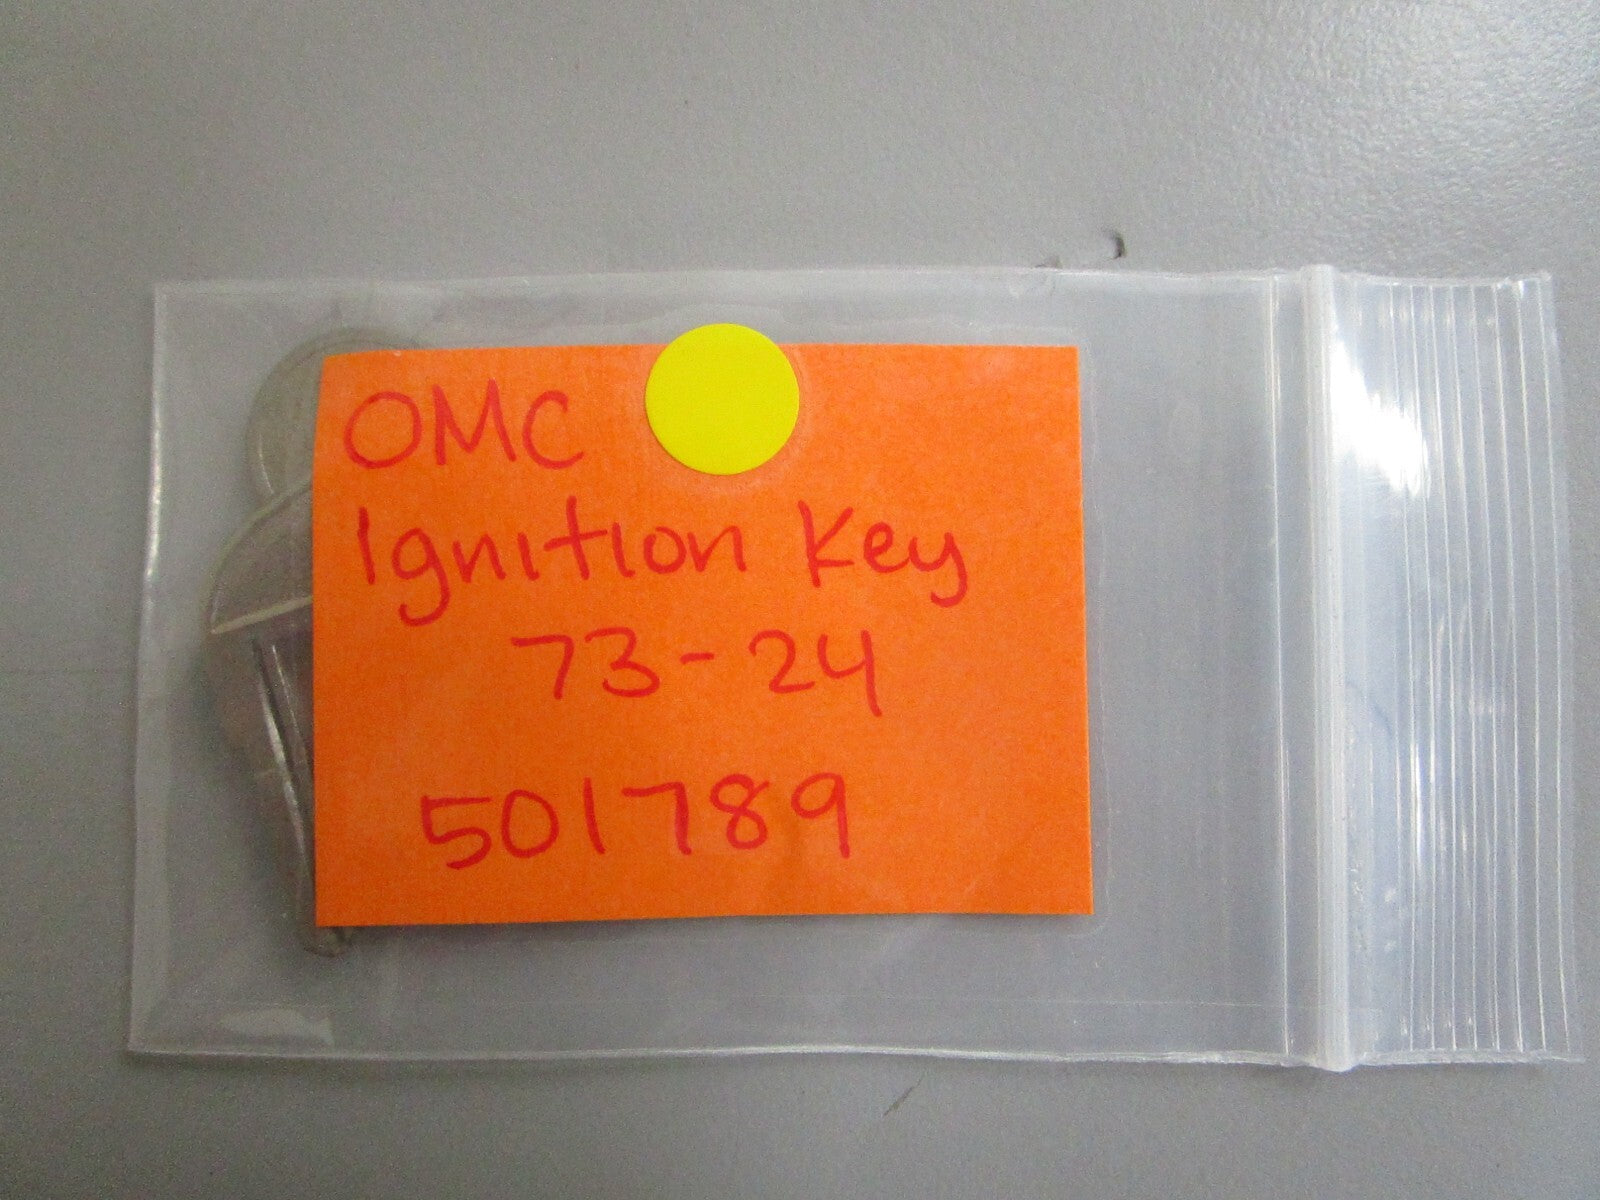 OMC
Ignition Key
73-24
501789